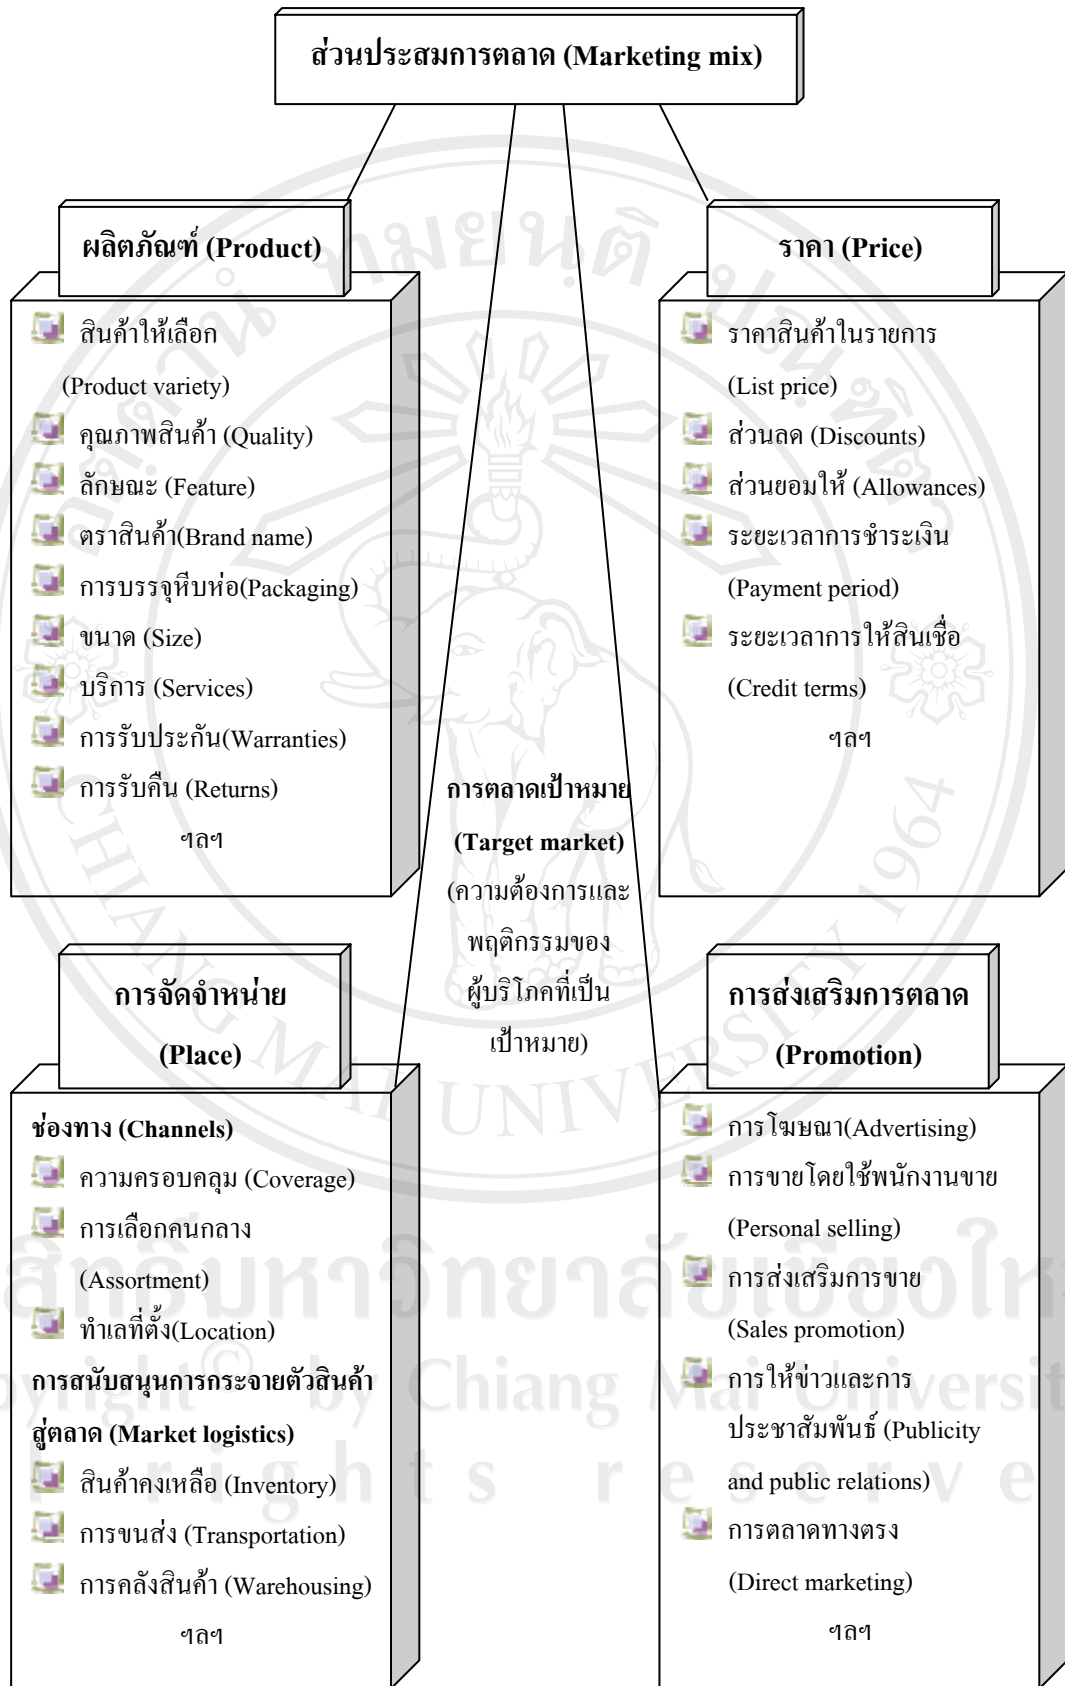 ส่วนประสมการตลาด (Marketing mix)
ผลิตภัณฑ์ (Product)
สินค้าให้เลือก
(Product variety)
คุณภาพสินค้า (Quality)
ลักษณะ (Feature)
ตราสินค้า(Brand name)
การบรรจุหีบห่อ(Packaging)
ขนาด (Size)
บริการ (Services)
การรับประกัน(Warranties)
การรับคืน (Returns)
ฯลฯ
ราคา (Price)
ราคาสินค้าในรายการ
(List price)
ส่วนลด (Discounts)
ส่วนยอมให้ (Allowances)
ระยะเวลาการชำระเงิน
(Payment period)
ระยะเวลาการให้สินเชื่อ
(Credit terms)
ฯลฯ
การตลาดเป้าหมาย
(Target market)
(ความต้องการและ
พฤติกรรมของ
ผู้บริโภคที่เป็น
เป้าหมาย)
การจัดจำหน่าย
(Place)
ช่องทาง (Channels)
ความครอบคลุม (Coverage)
การเลือกคนกลาง
(Assortment)
ทำเลที่ตั้ง(Location)
การสนับสนุนการกระจายตัวสินค้า
สู่ตลาด (Market logistics)
สินค้าคงเหลือ (Inventory)
การขนส่ง (Transportation)
การคลังสินค้า (Warehousing)
ฯลฯ
การส่งเสริมการตลาด
(Promotion)
การโฆษณา(Advertising)
การขายโดยใช้พนักงานขาย
(Personal selling)
การส่งเสริมการขาย
(Sales promotion)
การให้ข่าวและการ
ประชาสัมพันธ์ (Publicity
and public relations)
การตลาดทางตรง
(Direct marketing)
ฯลฯ
CHIANG MAI UNIVERSITY 1964
by Chiang Mai
rights